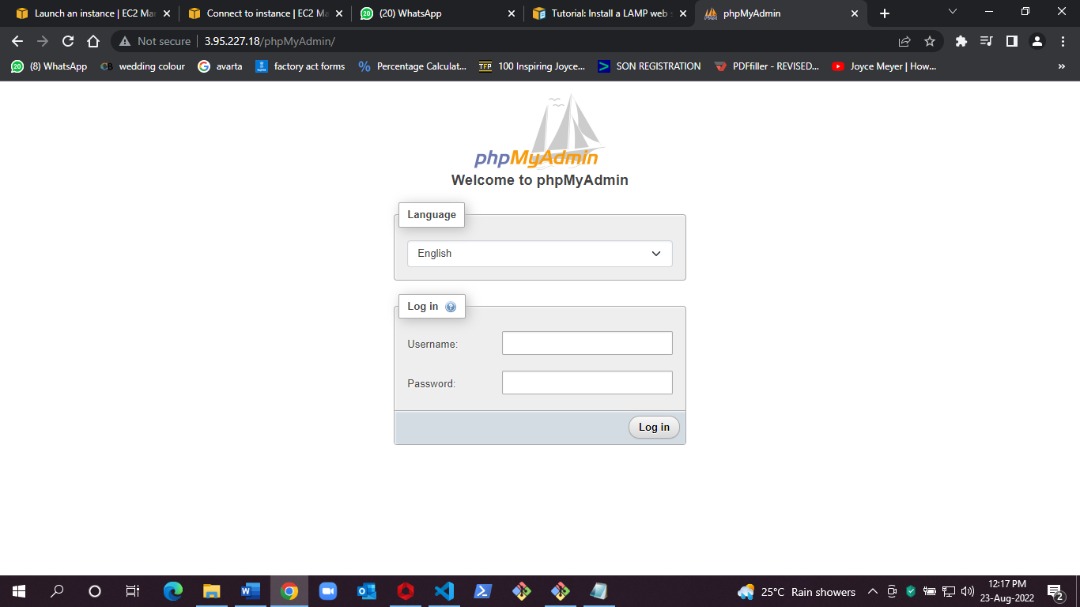 Launch an instance | EC2 Ma
Connect to instance | EC2 Ma
(20) WhatsApp
Tutorial: Install a LAMP web s
phpMyAdmin
Not secure
3.95.227.18/phpMyAdmin/
(8) WhatsApp
wedding colour
avarta
factory act forms
Percentage Calculat...
TFP
100 Inspiring Joyce...
SON REGISTRATION
PDFfiller - REVISED...
Joyce Meyer | How...
»
phpMyAdmin
Welcome to phpMyAdmin
Language
English
Log in
Username:
Password:
Log in
25°C Rain showers
12:17 PM
23-Aug-2022
2